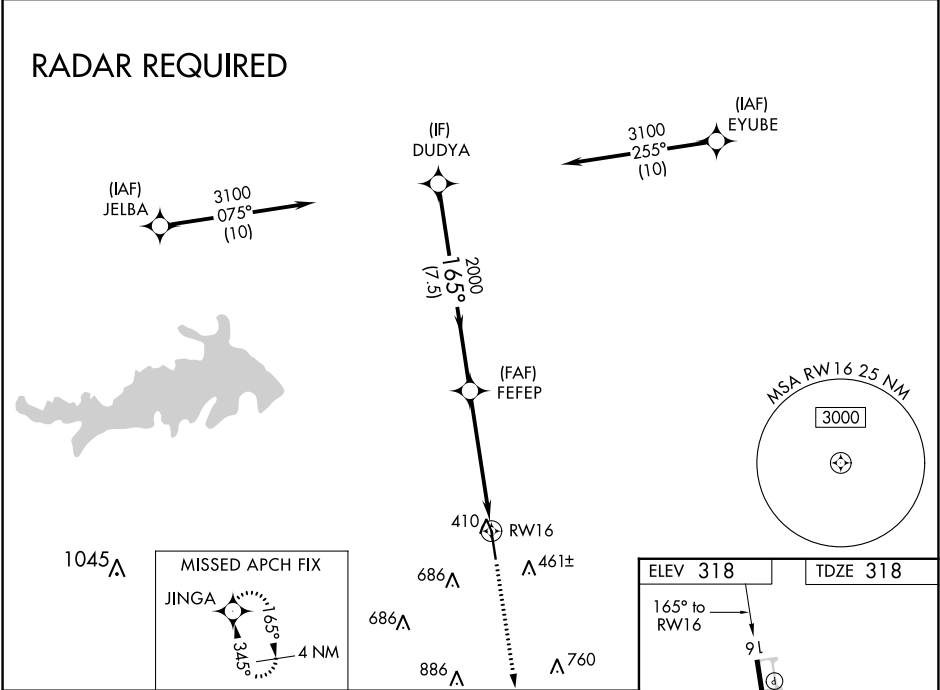 RADAR REQUIRED
(IAF)
EYUBE
3100
255°
(10)
(IF)
DUDYA
(IAF)
JELBA
3100
075°
(10)
2000
165°
(7.5)
(FAF)
FEFEP
MSA RW16 25 NM
3000
410
RW16
1045
461±
686
686
886
760
MISSED APCH FIX
JINGA
165°
345°
4 NM
ELEV 318
TDZE 318
165° to
RW16
16
P